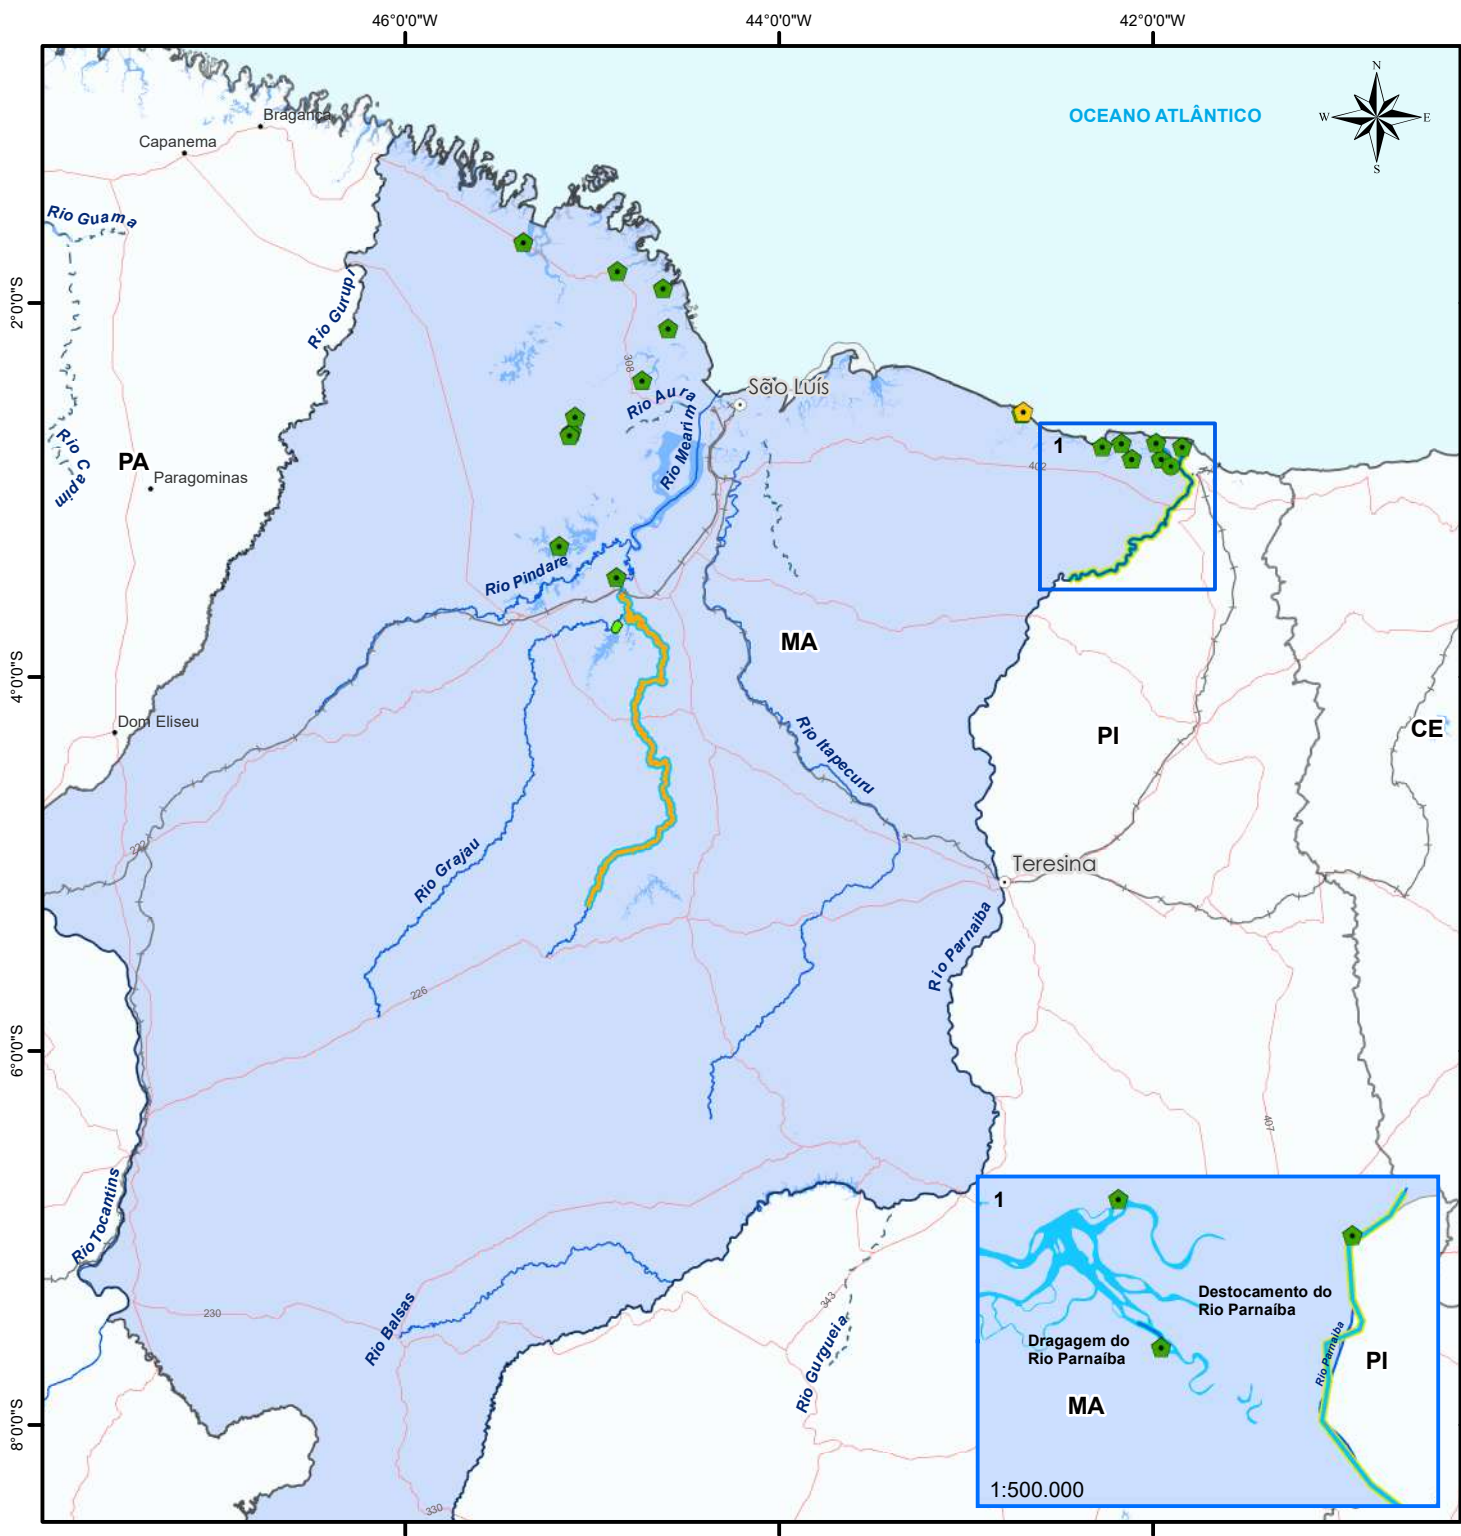 46°0'0"W
44°0'0"W
42°0'0"W
N
W
E
S
OCEANO ATLÂNTICO
Bragança
Capanema
Rio Guama
Rio Gurupi
2°0'0"S
308
Rio Aura
São Luís
Rio Mearim
Rio Capim
PA
Paragominas
402
1
Rio Pindare
MA
4°0'0"S
Dom Eliseu
Rio Itapecuru
PI
CE
222
Rio Grajau
Teresina
Rio Parnaiba
226
6°0'0"S
407
Rio Tocantins
230
Rio Balsas
343
Rio Gurgueia
8°0'0"S
330
1
Destocamento do
Rio Parnaíba
Dragagem do
Rio Parnaíba
Rio Parnaiba
PI
MA
1:500.000